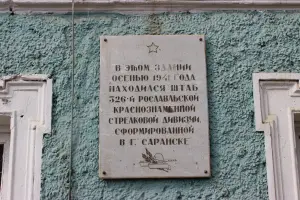 В ЭТОМ ЗДАНИИ
ОСЕНЬЮ 1941 ГОДА
НАХОДИЛСЯ ШТАБ
326-Й РОСЛАВЛЬСКОЙ
КРАСНОЗНАМЕННОЙ
СТРЕЛКОВОЙ ДИВИЗИИ,
СФОРМИРОВАННОЙ
В Г. САРАНСКЕ